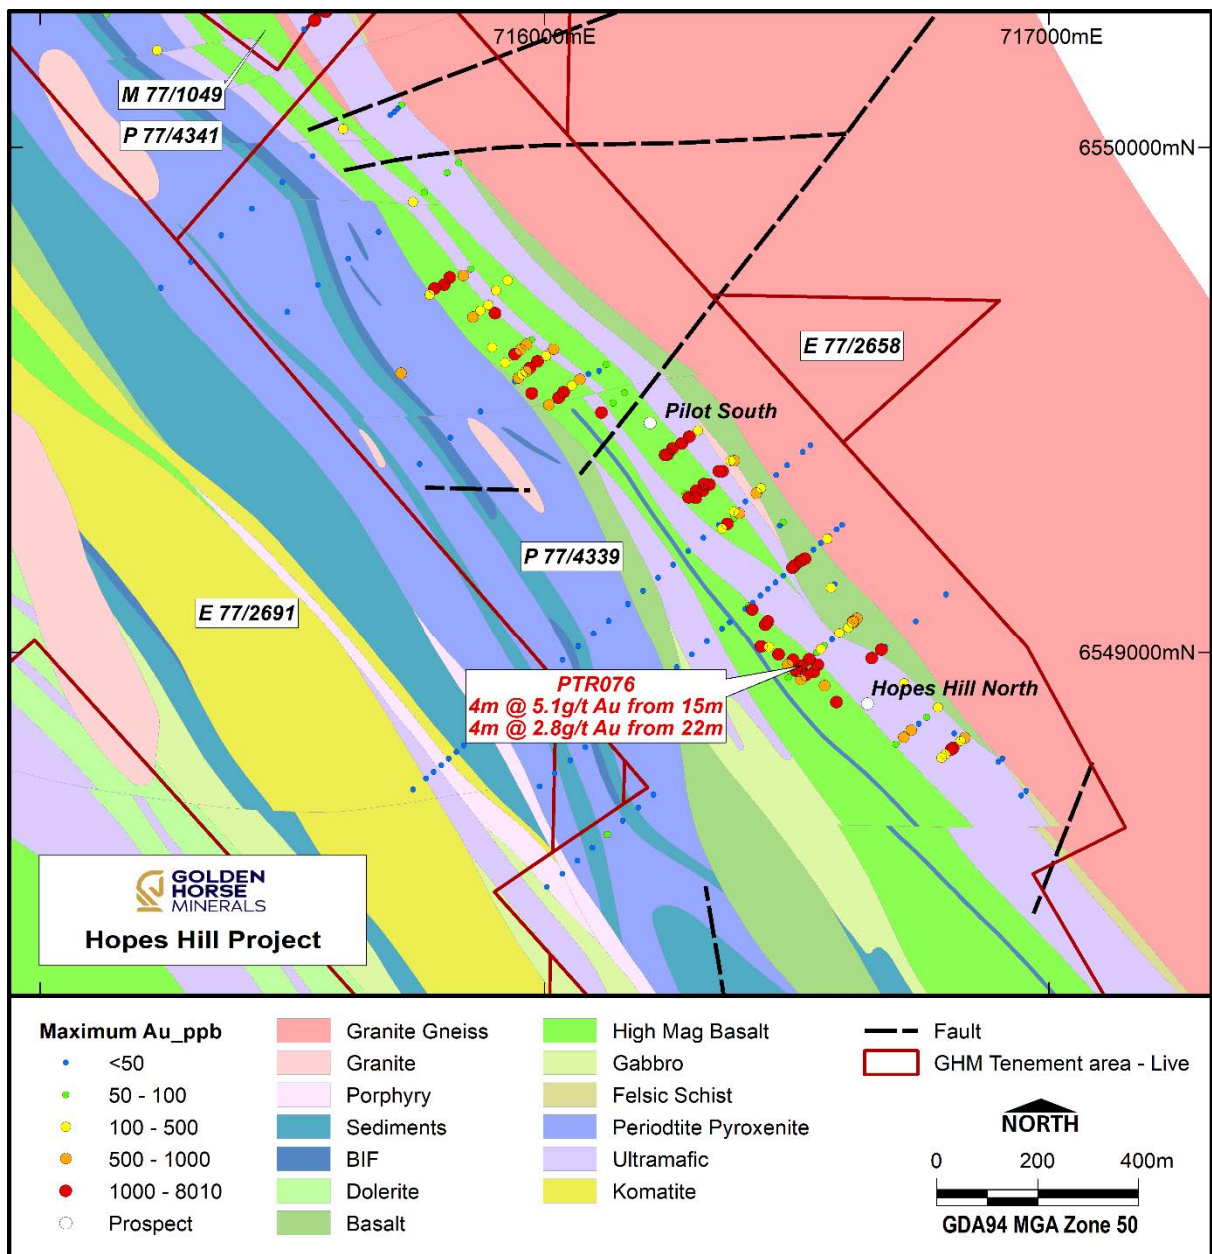 716000mE
717000mE
M 77/1049
P 77/4341
6550000mN
E 77/2658
Pilot South
P 77/4339
E 77/2691
6549000mN
PTR076
4m @ 5.1g/t Au from 15m
4m @ 2.8g/t Au from 22m
Hopes Hill North
GOLDEN
HORSE
MINERALS
Hopes Hill Project
Maximum Au_ppb
<50
50 - 100
100 - 500
500 - 1000
1000 - 8010
Prospect
Granite Gneiss
Granite
Porphyry
Sediments
BIF
Dolerite
Basalt
High Mag Basalt
Gabbro
Felsic Schist
Periodtite Pyroxenite
Ultramafic
Komatite
Fault
GHM Tenement area - Live
NORTH
0 200 400m
GDA94 MGA Zone 50